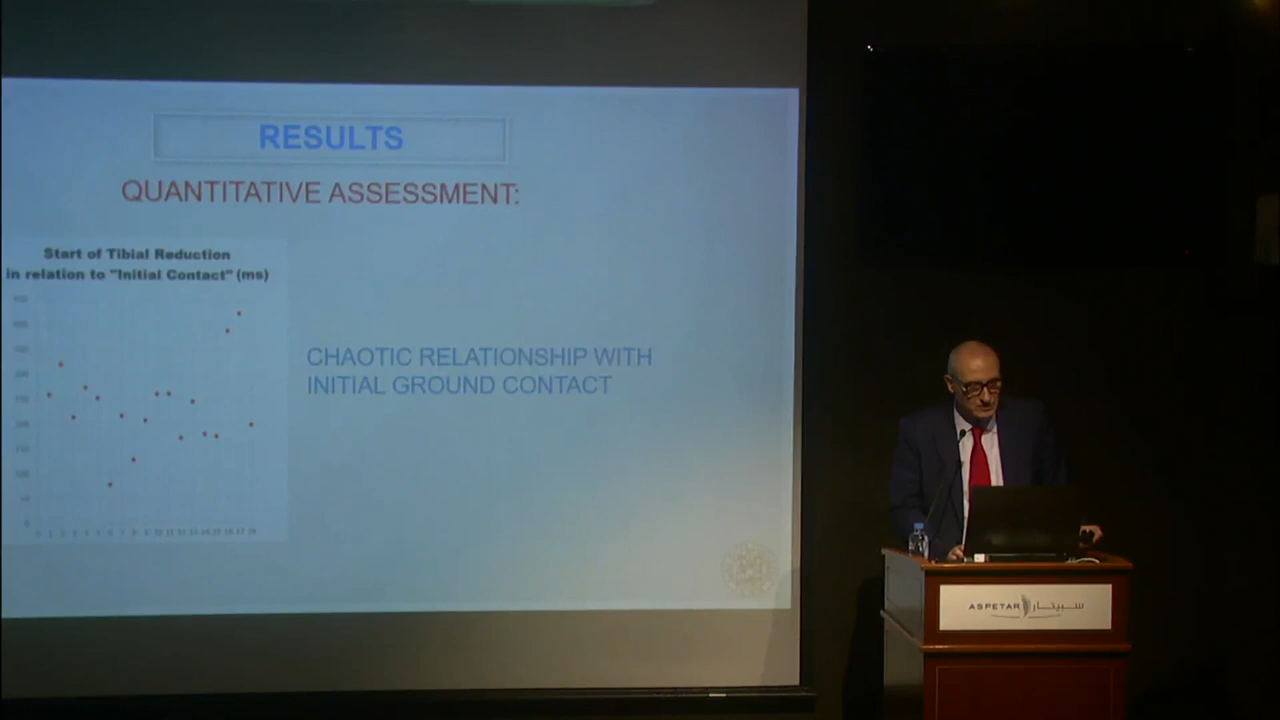 RESULTS
QUANTITATIVE ASSESSMENT:
Start of Tibial Reduction
in relation to "Initial Contact" (ms)
CHAOTIC RELATIONSHIP WITH
INITIAL GROUND CONTACT
ASPETAR سبيتار